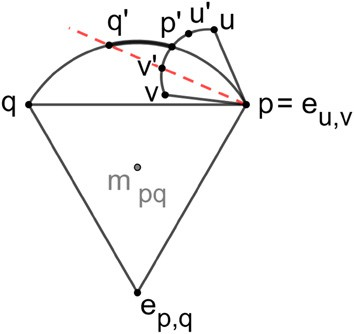 q'
p'
u'
u
v'
v
q
p = e_{u,v}
m_{pq}
e_{p,q}